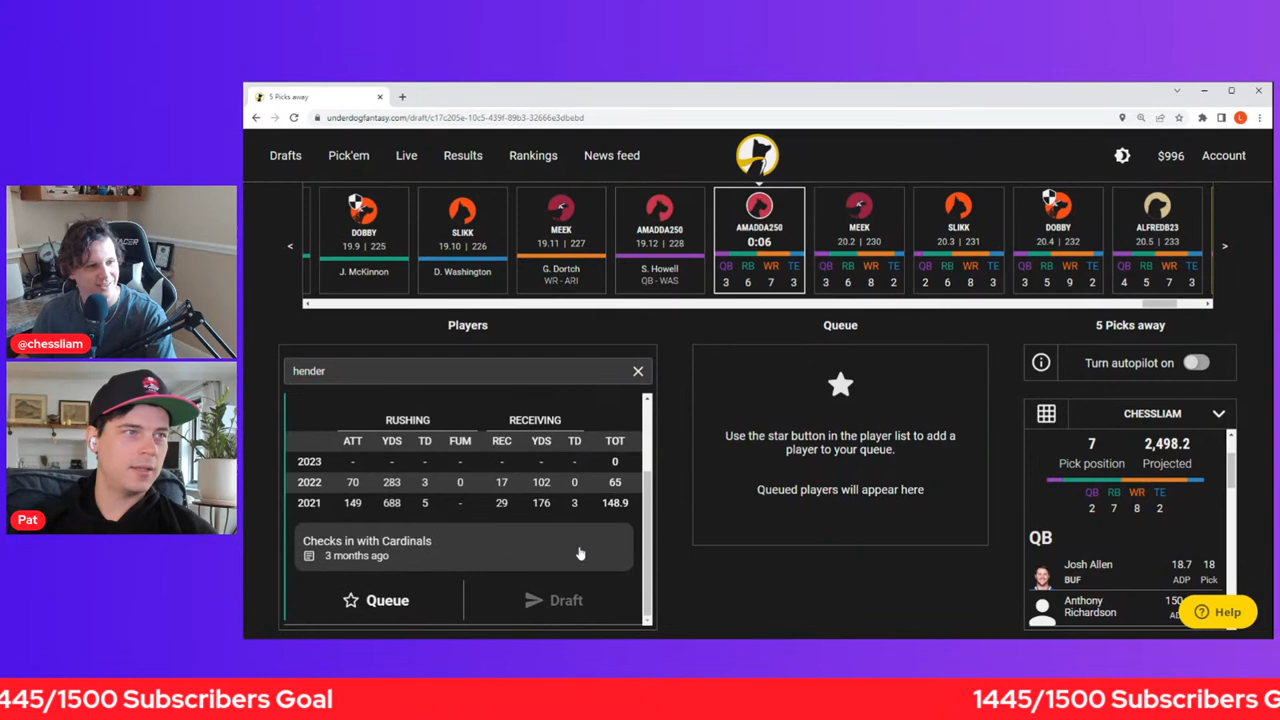 5 Picks away
underdogfantasy.com/draft/c17c205e-10c5-439f-89b3-32666e3dbebd
Drafts Pick'em Live Results Rankings News feed $996 Account
DOBBY SLIKK MEEK AMADDA250 AMADDA250 MEEK SLIKK DOBBY ALFREDB23
19.9 | 225 19.10 | 226 19.11 | 227 19.12 | 228 0:06 20.2 | 230 20.3 | 231 20.4 | 232 20.5 | 233
J. McKinnon D. Washington G. Dortch S. Howell QB RB WR TE QB RB WR TE QB RB WR TE QB RB WR TE QB RB WR TE
WR - ARI QB - WAS 3 6 7 3 3 6 8 2 2 6 8 3 3 5 9 2 4 5 7 3
Players Queue 5 Picks away
hender
Turn autopilot on
RUSHING RECEIVING
ATT YDS TD FUM REC YDS TD TOT
2023 - - - - - - - 0
2022 70 283 3 0 17 102 0 65
2021 149 688 5 - 29 176 3 148.9
Checks in with Cardinals
3 months ago
Queue Draft
Use the star button in the player list to add a
player to your queue.
Queued players will appear here
CHESSLIAM
7 2,498.2
Pick position Projected
QB RB WR TE
2 7 8 2
QB
Josh Allen 18.7 18
BUF ADP Pick
Anthony 150
Richardson
Help
ACER
@chessliam
Pat
1445/1500 Subscribers Goal
1445/1500 Subscribers G